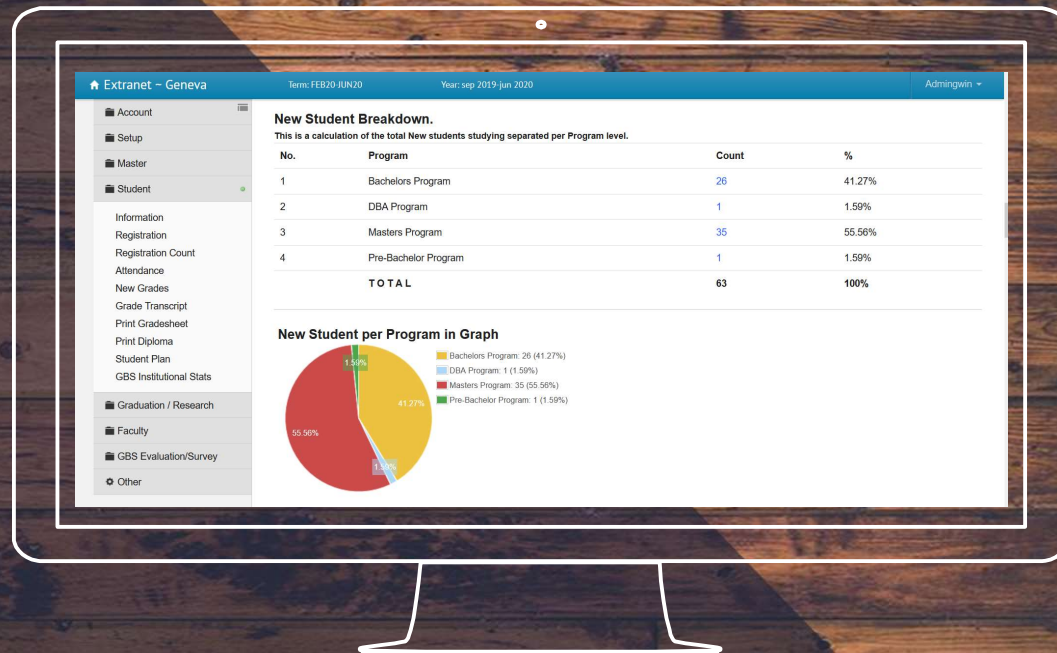 Extranet ~ Geneva Term: FEB20-JUN20 Year: sep 2019-jun 2020 Admingwin
Account
Setup
Master
Student
Information
Registration
Registration Count
Attendance
New Grades
Grade Transcript
Print Gradesheet
Print Diploma
Student Plan
GBS Institutional Stats
Graduation / Research
Faculty
GBS Evaluation/Survey
Other
New Student Breakdown.
This is a calculation of the total New students studying separated per Program level.
No. Program Count %
1 Bachelors Program 26 41.27%
2 DBA Program 1 1.59%
3 Masters Program 35 55.56%
4 Pre-Bachelor Program 1 1.59%
T O T A L 63 100%
New Student per Program in Graph
1.59%
41.27%
55.56%
1.59%
Bachelors Program: 26 (41.27%)
DBA Program: 1 (1.59%)
Masters Program: 35 (55.56%)
Pre-Bachelor Program: 1 (1.59%)